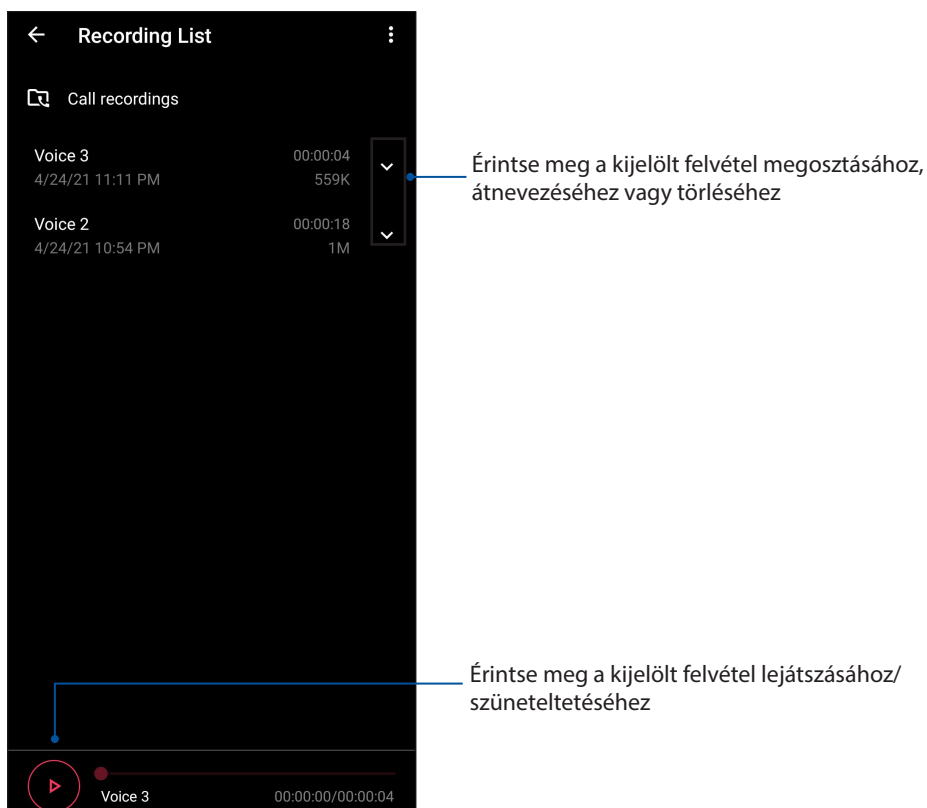 Recording List
Call recordings
Voice 3 00:00:04
4/24/21 11:11 PM 559K
Érintse meg a kijelölt felvétel megosztásához,
átnevezéséhez vagy törléséhez
Voice 2 00:00:18
4/24/21 10:54 PM 1M
Érintse meg a kijelölt felvétel lejátszásához/
szüneteltetéséhez
Voice 3 00:00:00/00:00:04